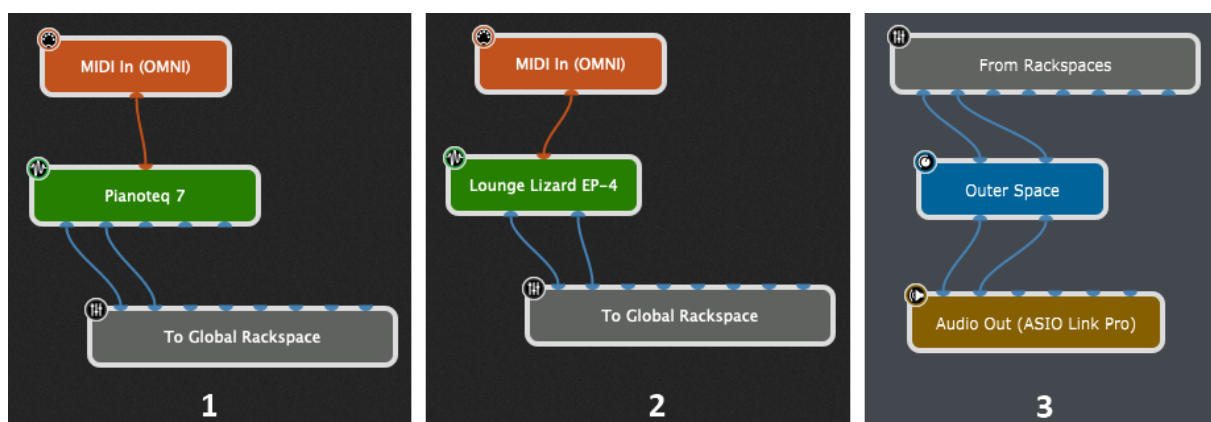 MIDI In (OMNI)
Pianoteq 7
To Global Rackspace
1
MIDI In (OMNI)
Lounge Lizard EP-4
To Global Rackspace
2
From Rackspaces
Outer Space
Audio Out (ASIO Link Pro)
3